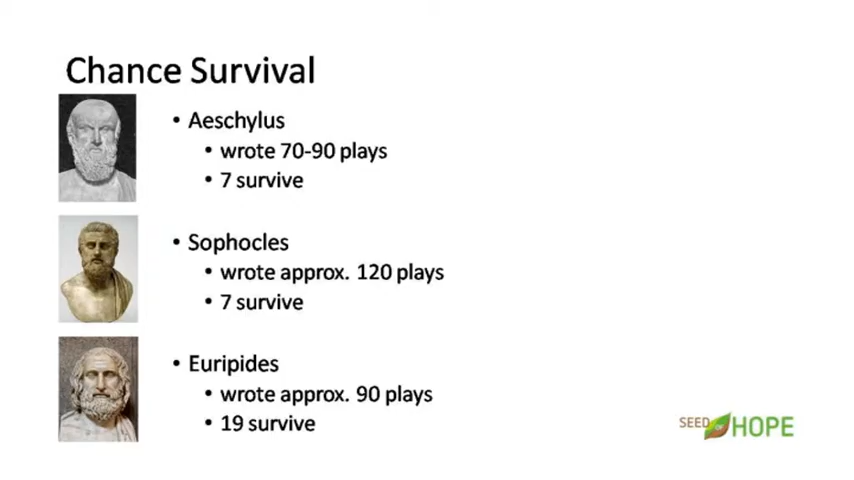 Chance Survival
• Aeschylus
• wrote 70-90 plays
• 7 survive
• Sophocles
• wrote approx. 120 plays
• 7 survive
• Euripides
• wrote approx. 90 plays
• 19 survive
SEED OF HOPE